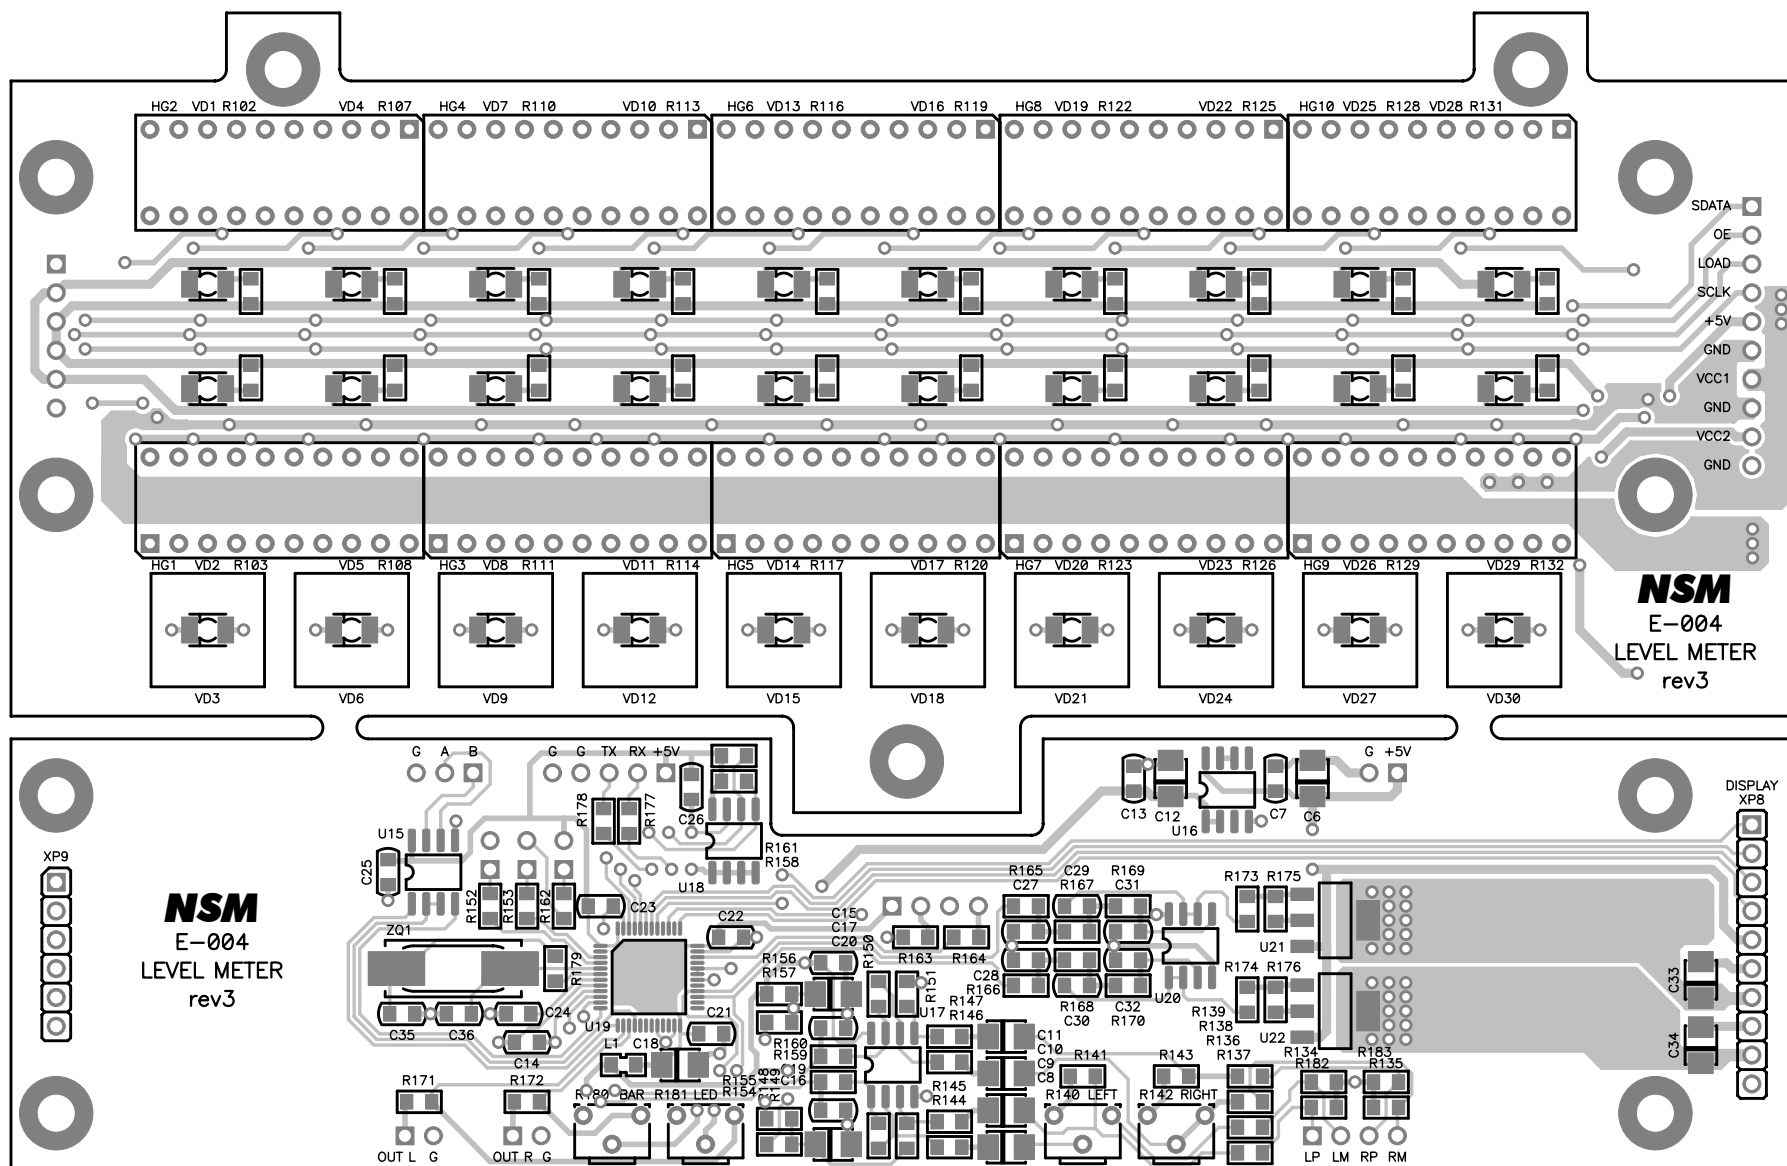 HG2 VD1 R102 VD4 R107 HG4 VD7 R110 VD10 R113 HG6 VD13 R116 VD16 R119 HG8 VD19 R122 VD22 R125 HG10 VD25 R128 VD28 R131
SDATA
OE
LOAD
SCLK
+5V
GND
VCC1
GND
VCC2
GND
HG1 VD2 R103 VD5 R108 HG3 VD8 R111 VD11 R114 HG5 VD14 R117 VD17 R120 HG7 VD20 R123 VD23 R126 HG9 VD26 R129 VD29 R132
NSM
E-004
LEVEL METER
rev3
VD3 VD6 VD9 VD12 VD15 VD18 VD21 VD24 VD27 VD30
G A B G G TX RX +5V
G +5V
DISPLAY
XP8
R178
R177
C26
C13 C12 U16 C7 C6
U15
R161
R158
XP9
C25
U18
R165 C29 R169
C27 R167 C31
R173 R175
R152
R153
R162
C23
NSM
E-004
LEVEL METER
rev3
ZQ1
C22
C15
C17
C20
R150
R163 R164
U21
R179
R156
R157
R151
C28
R166
R174 R176
C33
R147
R146
U17
R168 C32 U20
C30 R170
R139
R138
R136
U22
C35 C36 C24
U19
C21
C14
L1 C18
R160
R159
C19
C16
C11
C10
C9
C8
C34
R141 R143 R137 R134 R183
R182 R135
R171 R172
R180 BAR R181 LED
R155
R154
R148
R149
R145
R144
R140 LEFT R142 RIGHT
OUT L G OUT R G
LP LM RP RM